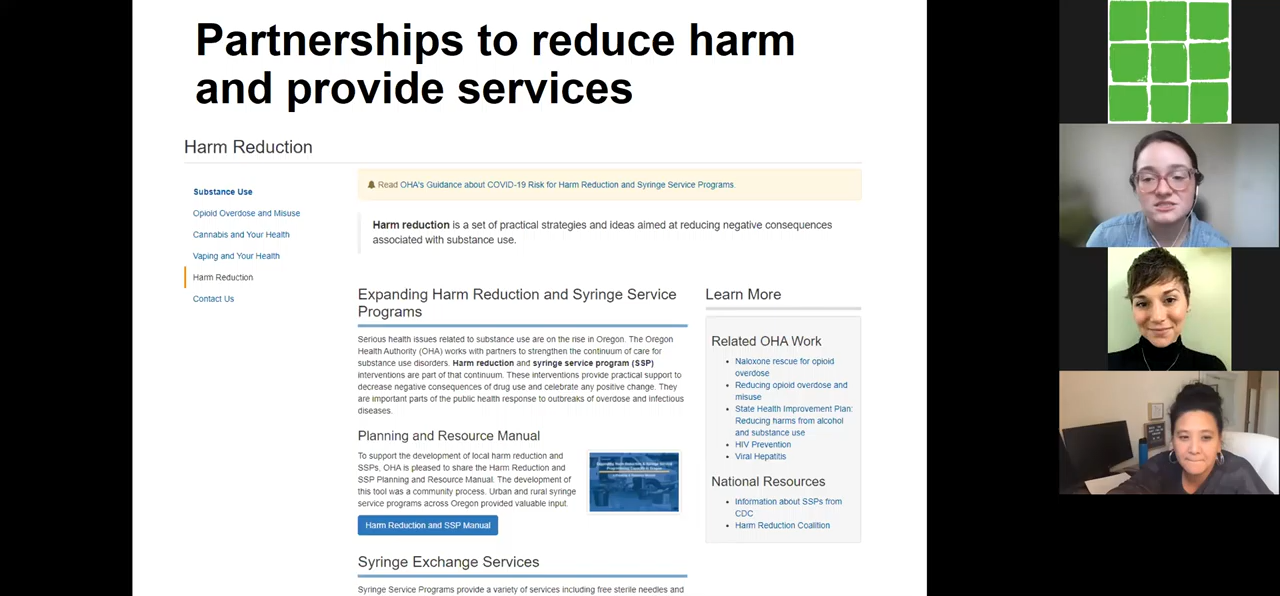 Partnerships to reduce harm
and provide services
Harm Reduction
Substance Use
Opioid Overdose and Misuse
Cannabis and Your Health
Vaping and Your Health
Harm Reduction
Contact Us
Read OHA's Guidance about COVID-19 Risk for Harm Reduction and Syringe Service Programs.
Harm reduction is a set of practical strategies and ideas aimed at reducing negative consequences
associated with substance use.
Expanding Harm Reduction and Syringe Service
Programs
Serious health issues related to substance use are on the rise in Oregon. The Oregon
Health Authority (OHA) works with partners to strengthen the continuum of care for
substance use disorders. Harm reduction and syringe service program (SSP)
interventions are part of that continuum. These interventions provide practical support to
decrease negative consequences of drug use and celebrate any positive change. They
are important parts of the public health response to outbreaks of overdose and infectious
diseases.
Planning and Resource Manual
To support the development of local harm reduction and
SSPs, OHA is pleased to share the Harm Reduction and
SSP Planning and Resource Manual. The development of
this tool was a community process. Urban and rural syringe
service programs across Oregon provided valuable input.
Harm Reduction and SSP Manual
Syringe Exchange Services
Syringe Service Programs provide a variety of services including free sterile needles and
Learn More
Related OHA Work
Naloxone rescue for opioid
overdose
Reducing opioid overdose and
misuse
State Health Improvement Plan:
Reducing harms from alcohol
and substance use
HIV Prevention
Viral Hepatitis
National Resources
Information about SSPs from
CDC
Harm Reduction Coalition